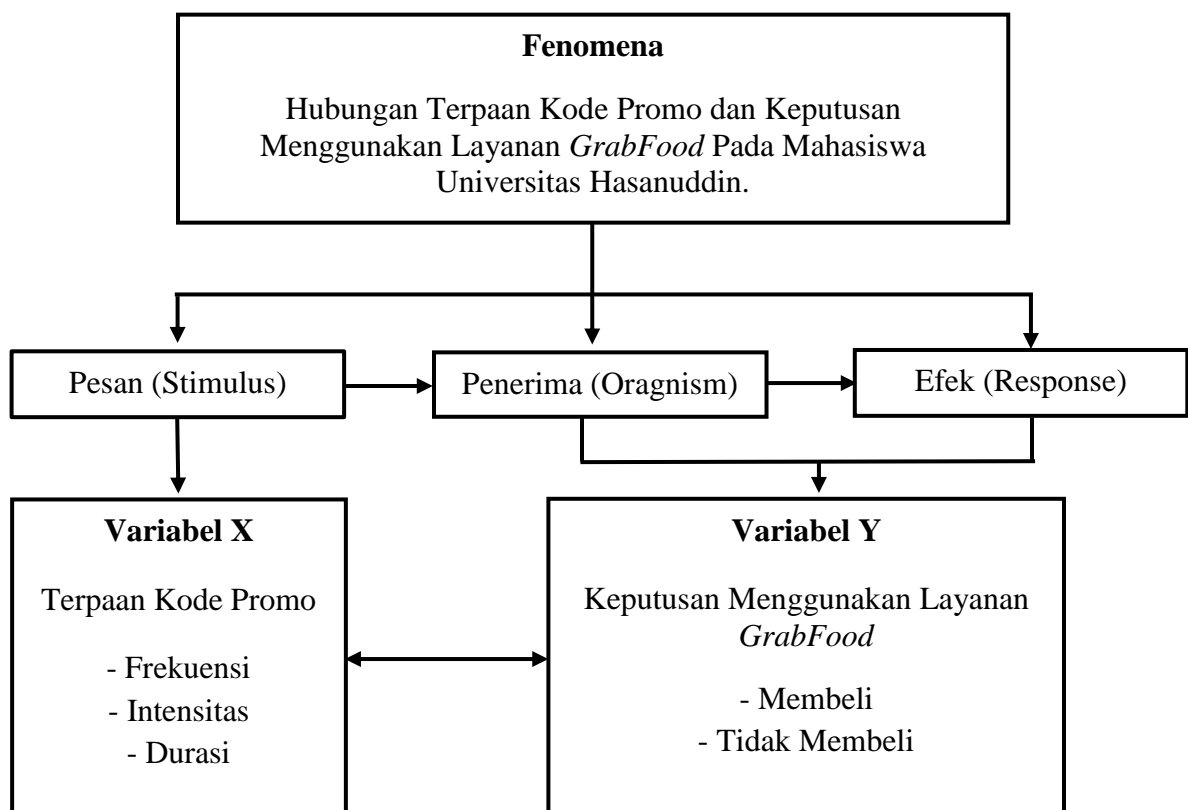 Fenomena
Hubungan Terpaan Kode Promo dan Keputusan
Menggunakan Layanan GrabFood Pada Mahasiswa
Universitas Hasanuddin.
Pesan (Stimulus)
Penerima (Oragnism)
Efek (Response)
Variabel X
Terpaan Kode Promo
- Frekuensi
- Intensitas
- Durasi
Variabel Y
Keputusan Menggunakan Layanan
GrabFood
- Membeli
- Tidak Membeli